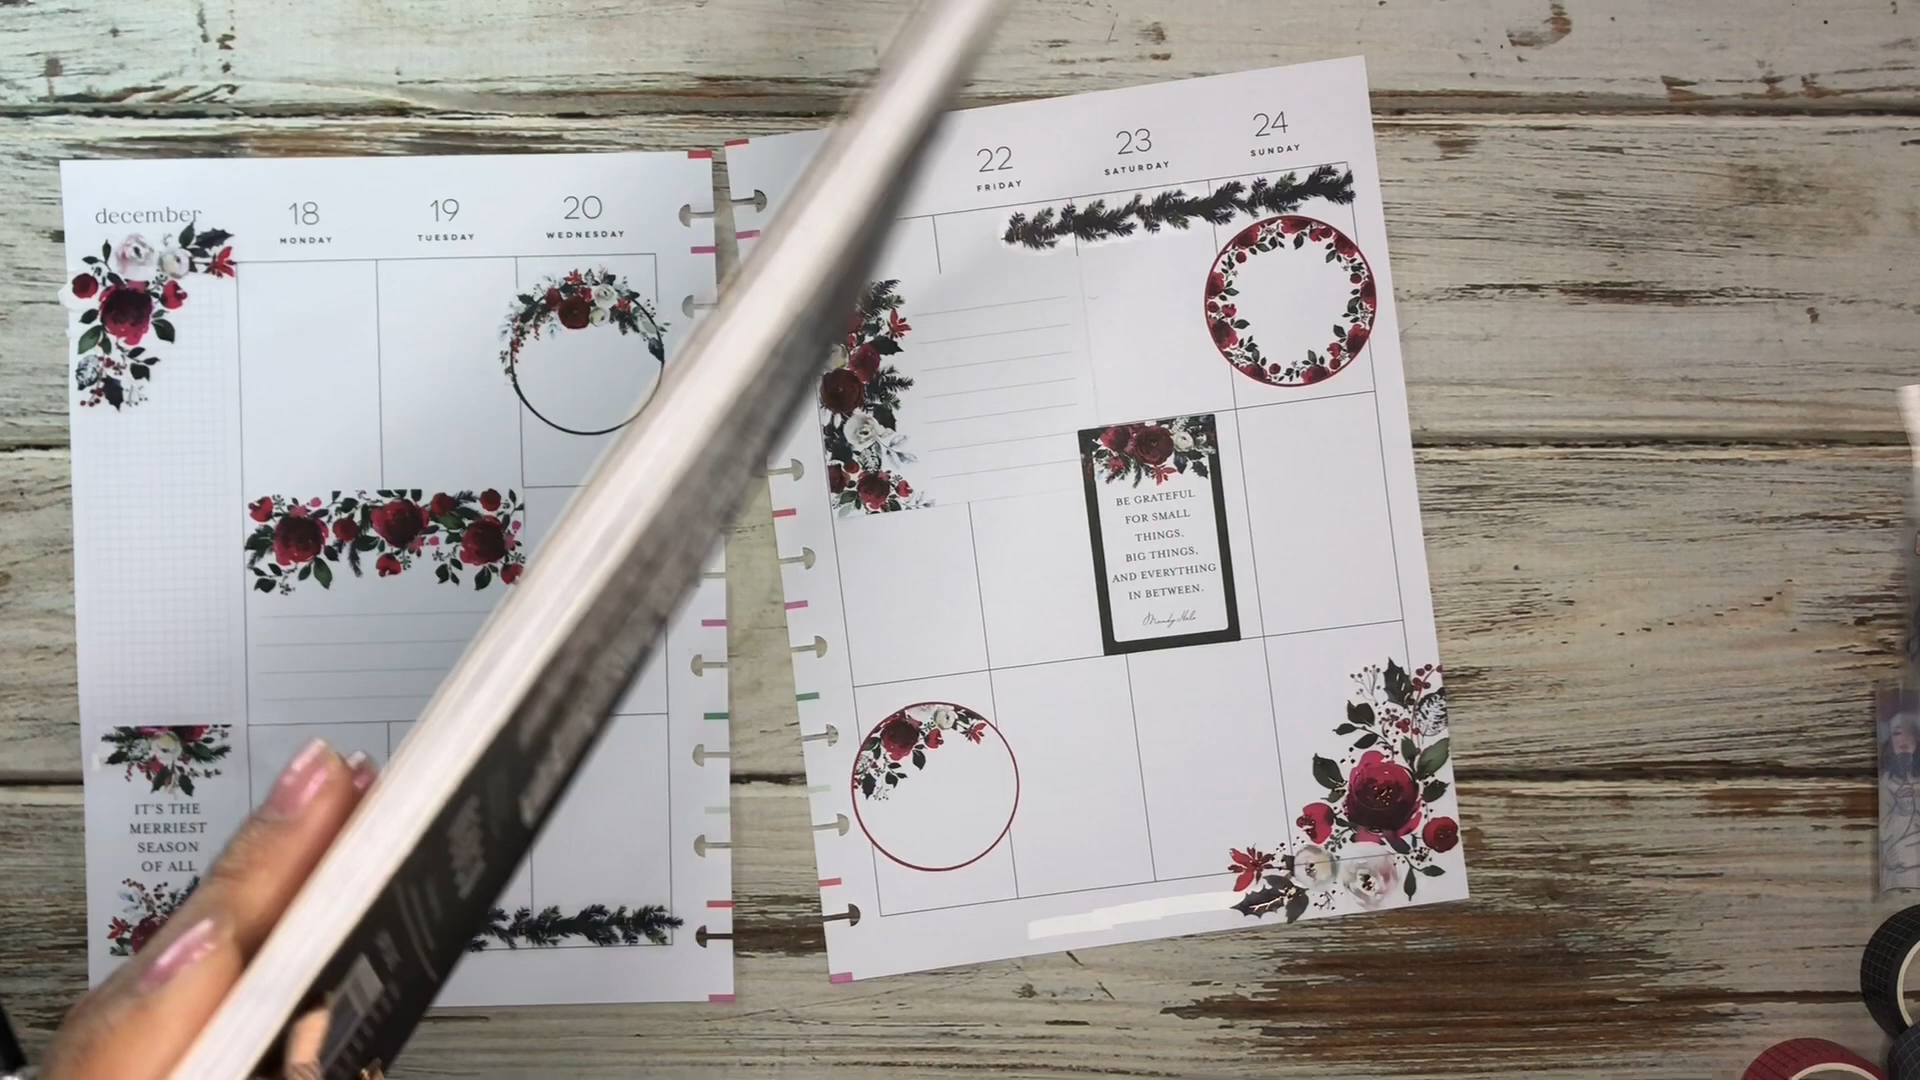 december
18
MONDAY
19
TUESDAY
20
WEDNESDAY
22
FRIDAY
23
SATURDAY
24
SUNDAY
BE GRATEFUL
FOR SMALL
THINGS,
BIG THINGS,
AND EVERYTHING
IN BETWEEN.
IT'S THE
MERRIEST
SEASON
OF ALL